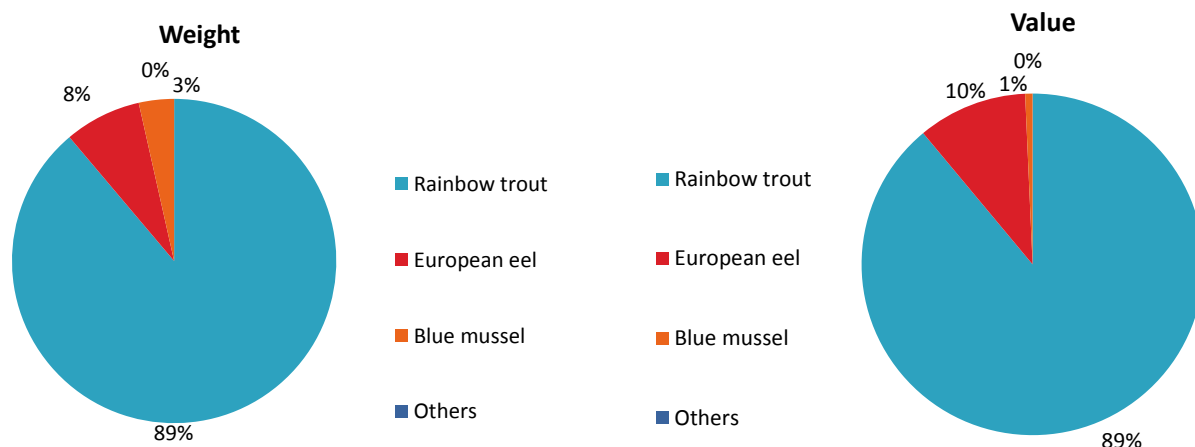 Weight
0%
3%
8%
89%
Rainbow trout
European eel
Blue mussel
Others
Value
0%
10%
1%
89%
Rainbow trout
European eel
Blue mussel
Others